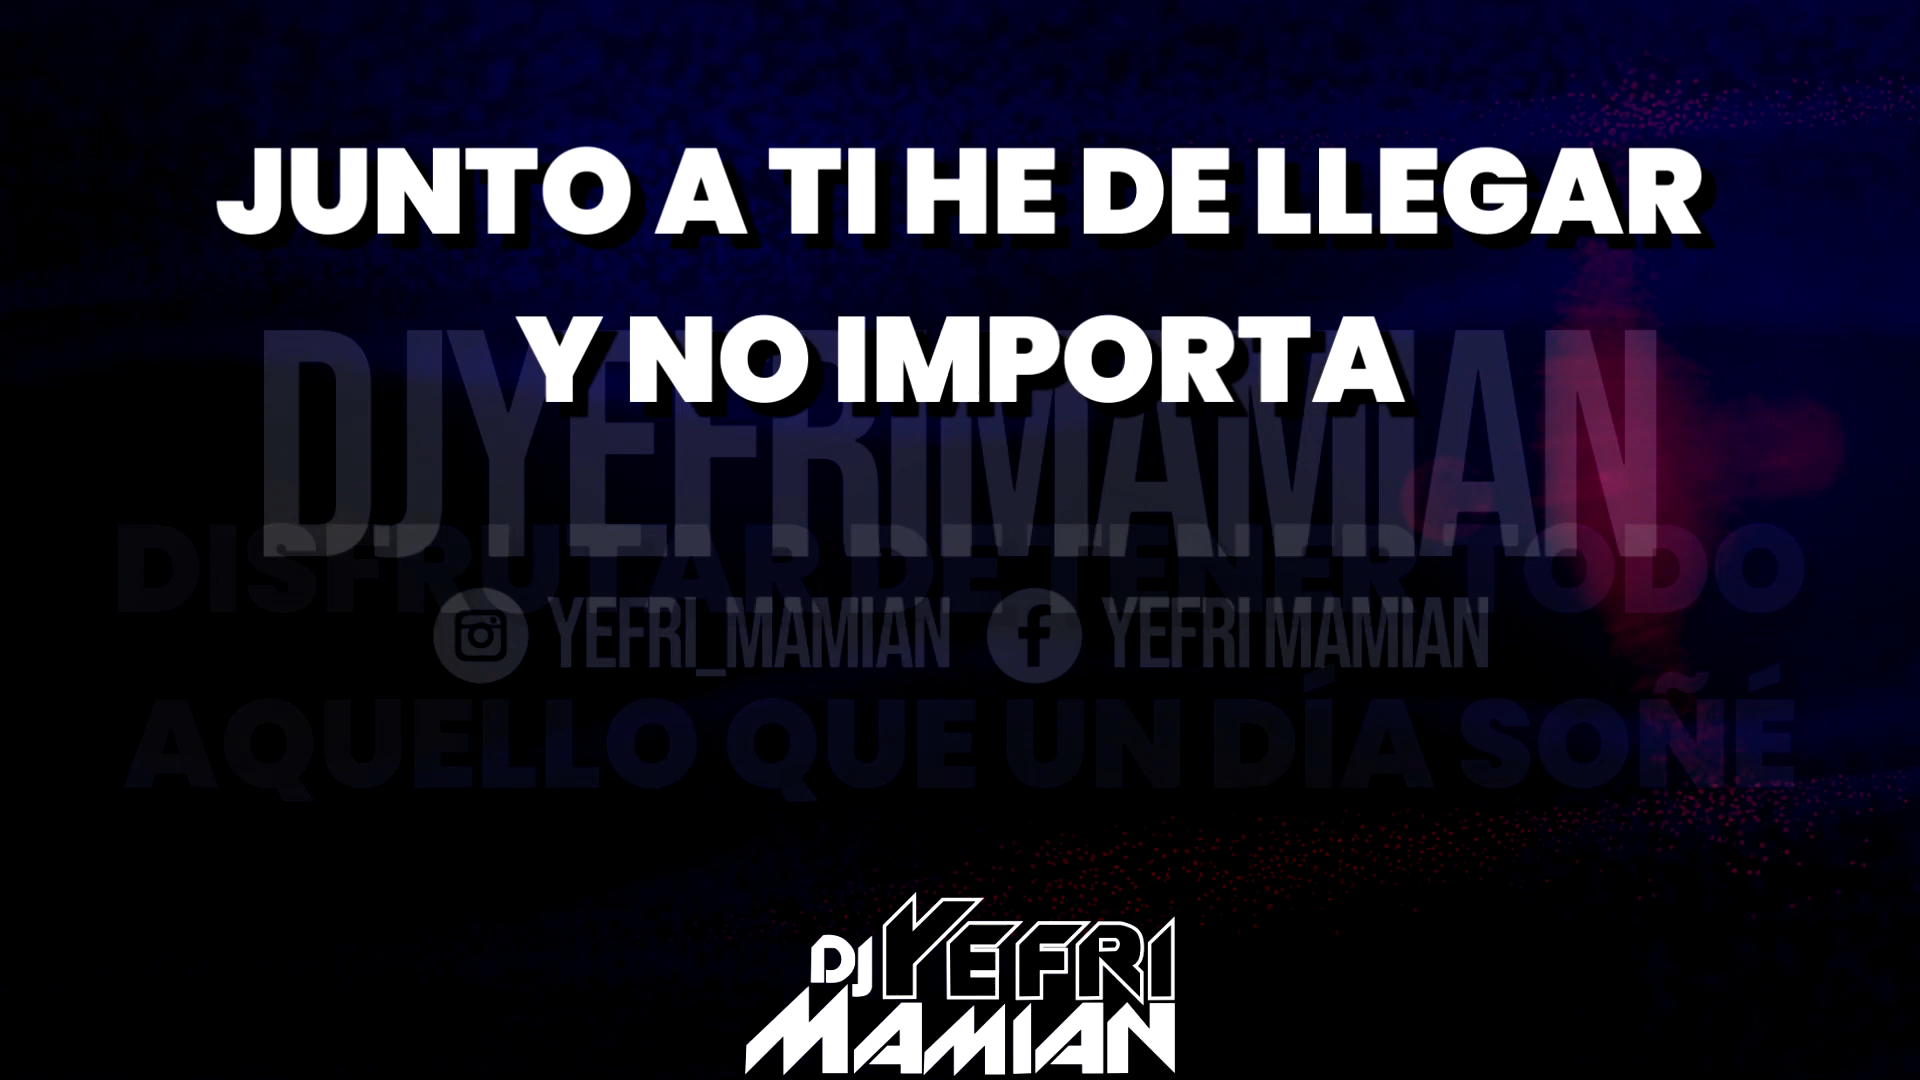 JUNTO A TI HE DE LLEGAR
Y NO IMPORTA
DJYEFRIMAMIAN
DISFRUTAR DE TENER TODO
YEFRI_MAMIAN YEFRI MAMIAN
AQUELLO QUE UN DÍA SOÑÉ
DJ YEFRI
MAMIAN